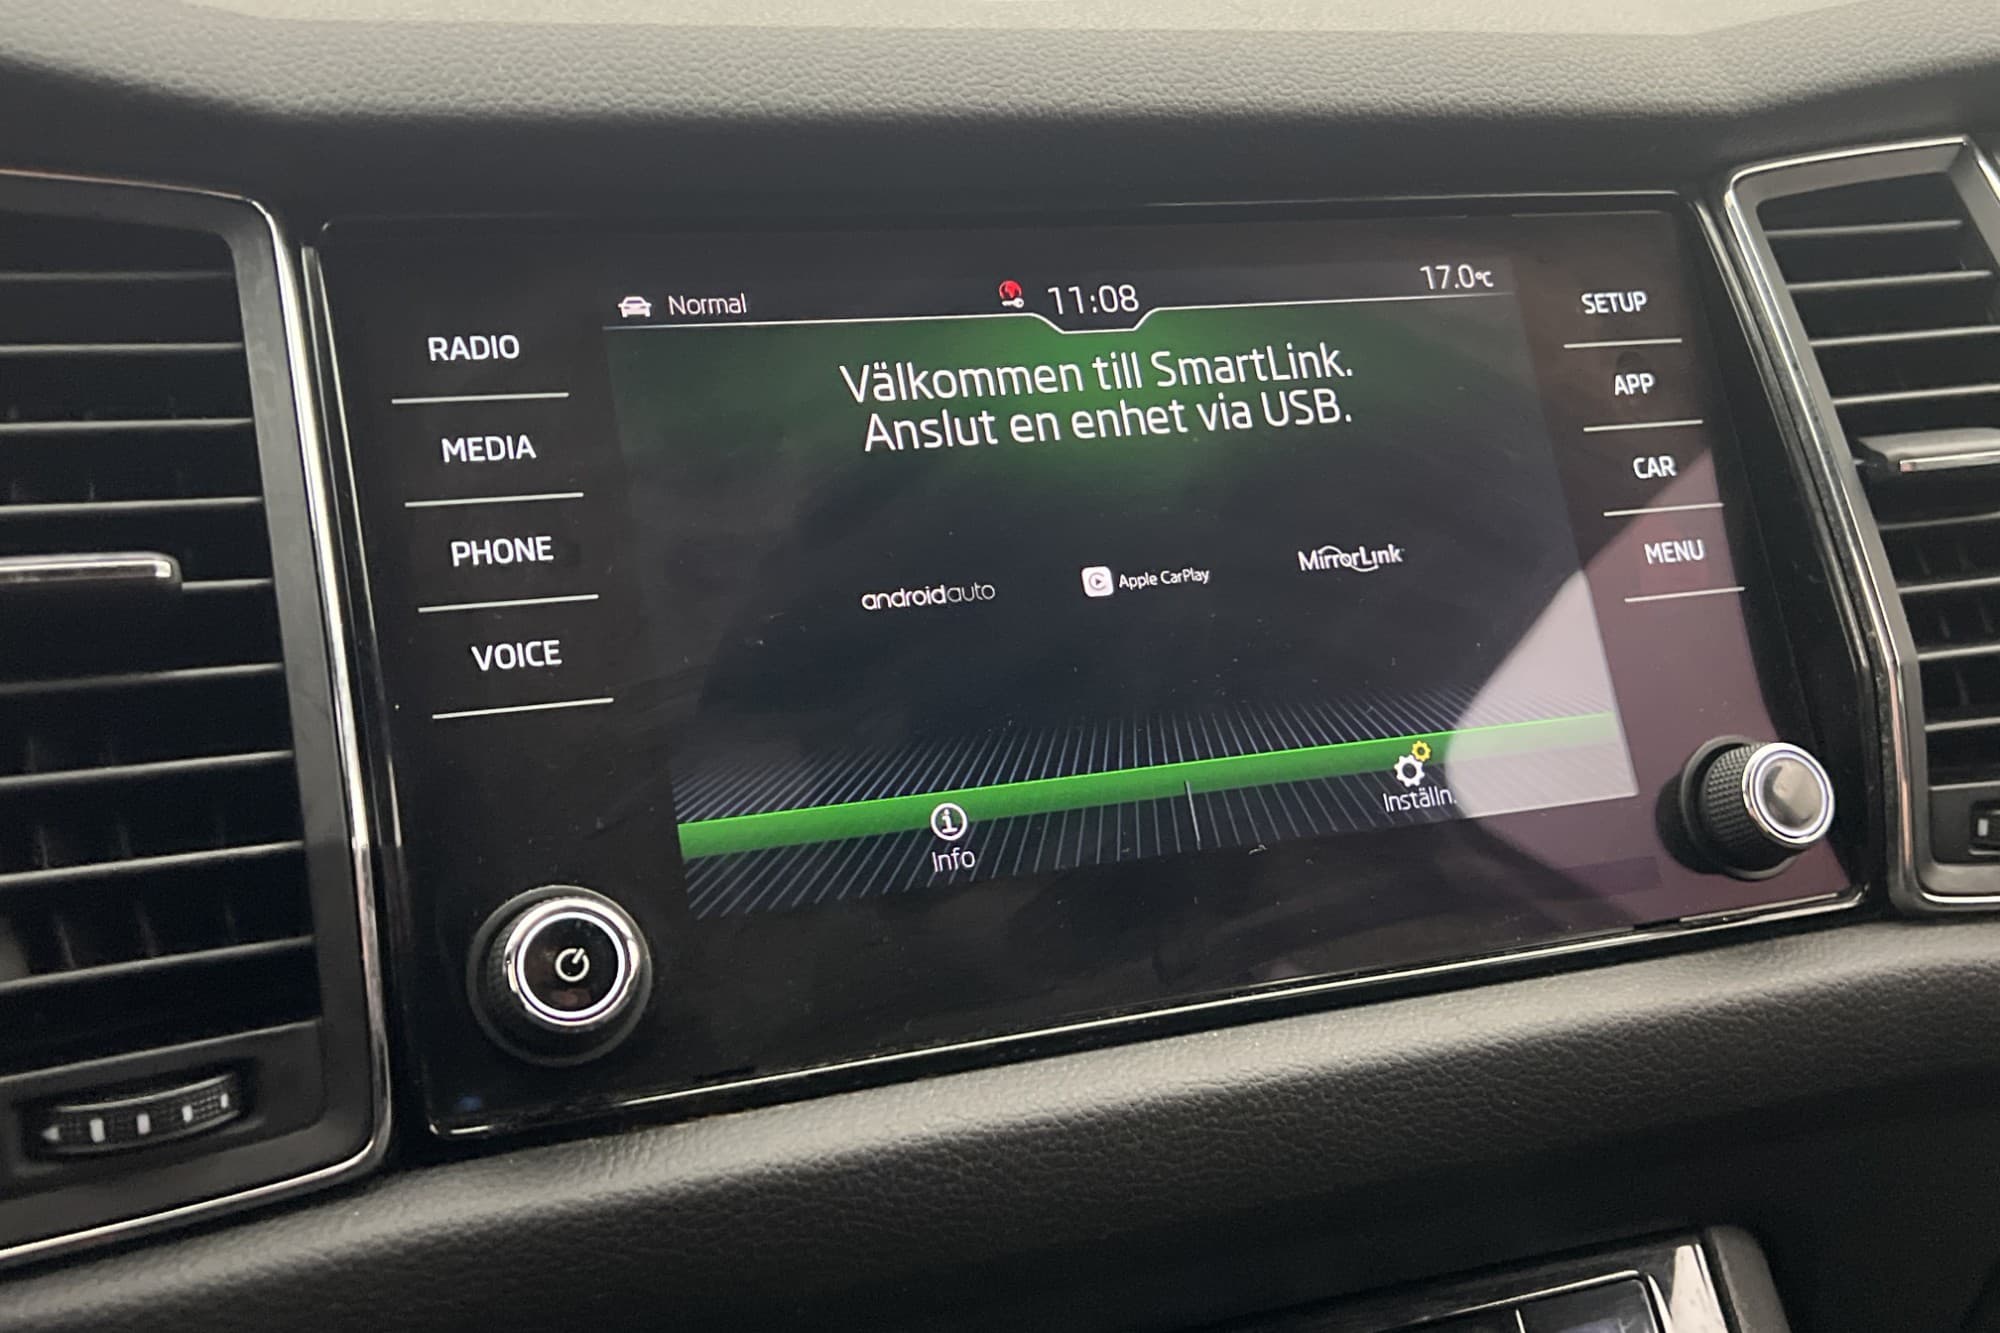 Normal
11:08
17.0°C
RADIO
MEDIA
PHONE
VOICE
Välkommen till SmartLink.
Anslut en enhet via USB.
androidauto
Apple CarPlay
MirrorLink
Info
Inställn.
SETUP
APP
CAR
MENU